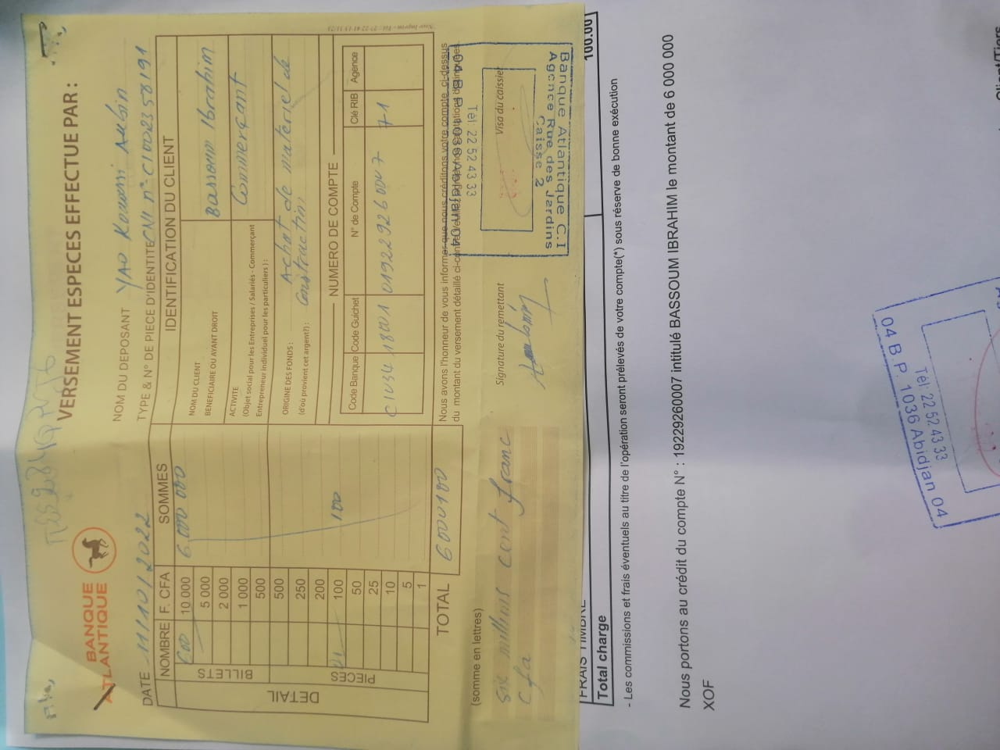 BANQUE
ATLANTIQUE
VERSEMENT ESPECES EFFECTUE PAR :
DATE 11/10/2022
NOM DU DEPOSANT YAO Kouassi Aubin
TYPE & N° DE PIECE D'IDENTITE CNI n° C1002358191
NOMBRE F. CFA SOMMES
600 10 000 6.000 000
5 000
2 000
1 000
500
500
250
200
01 100 100
50
25
10
5
1
DETAIL
BILLETS
PIECES
TOTAL 6 000 100
IDENTIFICATION DU CLIENT
NOM DU CLIENT
BENEFICIAIRE OU AYANT DROIT
Bassoum Ibrahim
ACTIVITE
(Objet social pour les Entreprises / Salariés - Commerçant
Entrepreneur individuel pour les particuliers) :
Commerçant
ORIGINE DES FONDS :
(d'où provient cet argent?) :
Achat de matériel de
Construction
NUMERO DE COMPTE
Code Banque Code Guichet N° de Compte Clé RIB Agence
CI034 18001 019229260007 71
Nous avons l'honneur de vous informer que nous créditons votre compte ci-dessus
du montant du versement détaillé ci-contre
(somme en lettres)
Six millions cent franc
cfa
Signature du remettant
Visa du caissier
Banque Atlantique C.I
Agence Rue des Jardins
Caisse 2
Tél: 22 52 43 33
04 B.P. 1036 Abidjan 04
FRAIS TIMBRE 100.00
Total charge
- Les commissions et frais éventuels au titre de l'opération seront prélevés de votre compte(*) sous réserve de bonne exécution
Nous portons au crédit du compte N° : 19229260007 intitulé BASSOUM IBRAHIM le montant de 6 000 000
XOF
Tél: 22 52 43 33
04 B.P. 1036 Abidjan 04
Client/Tiers